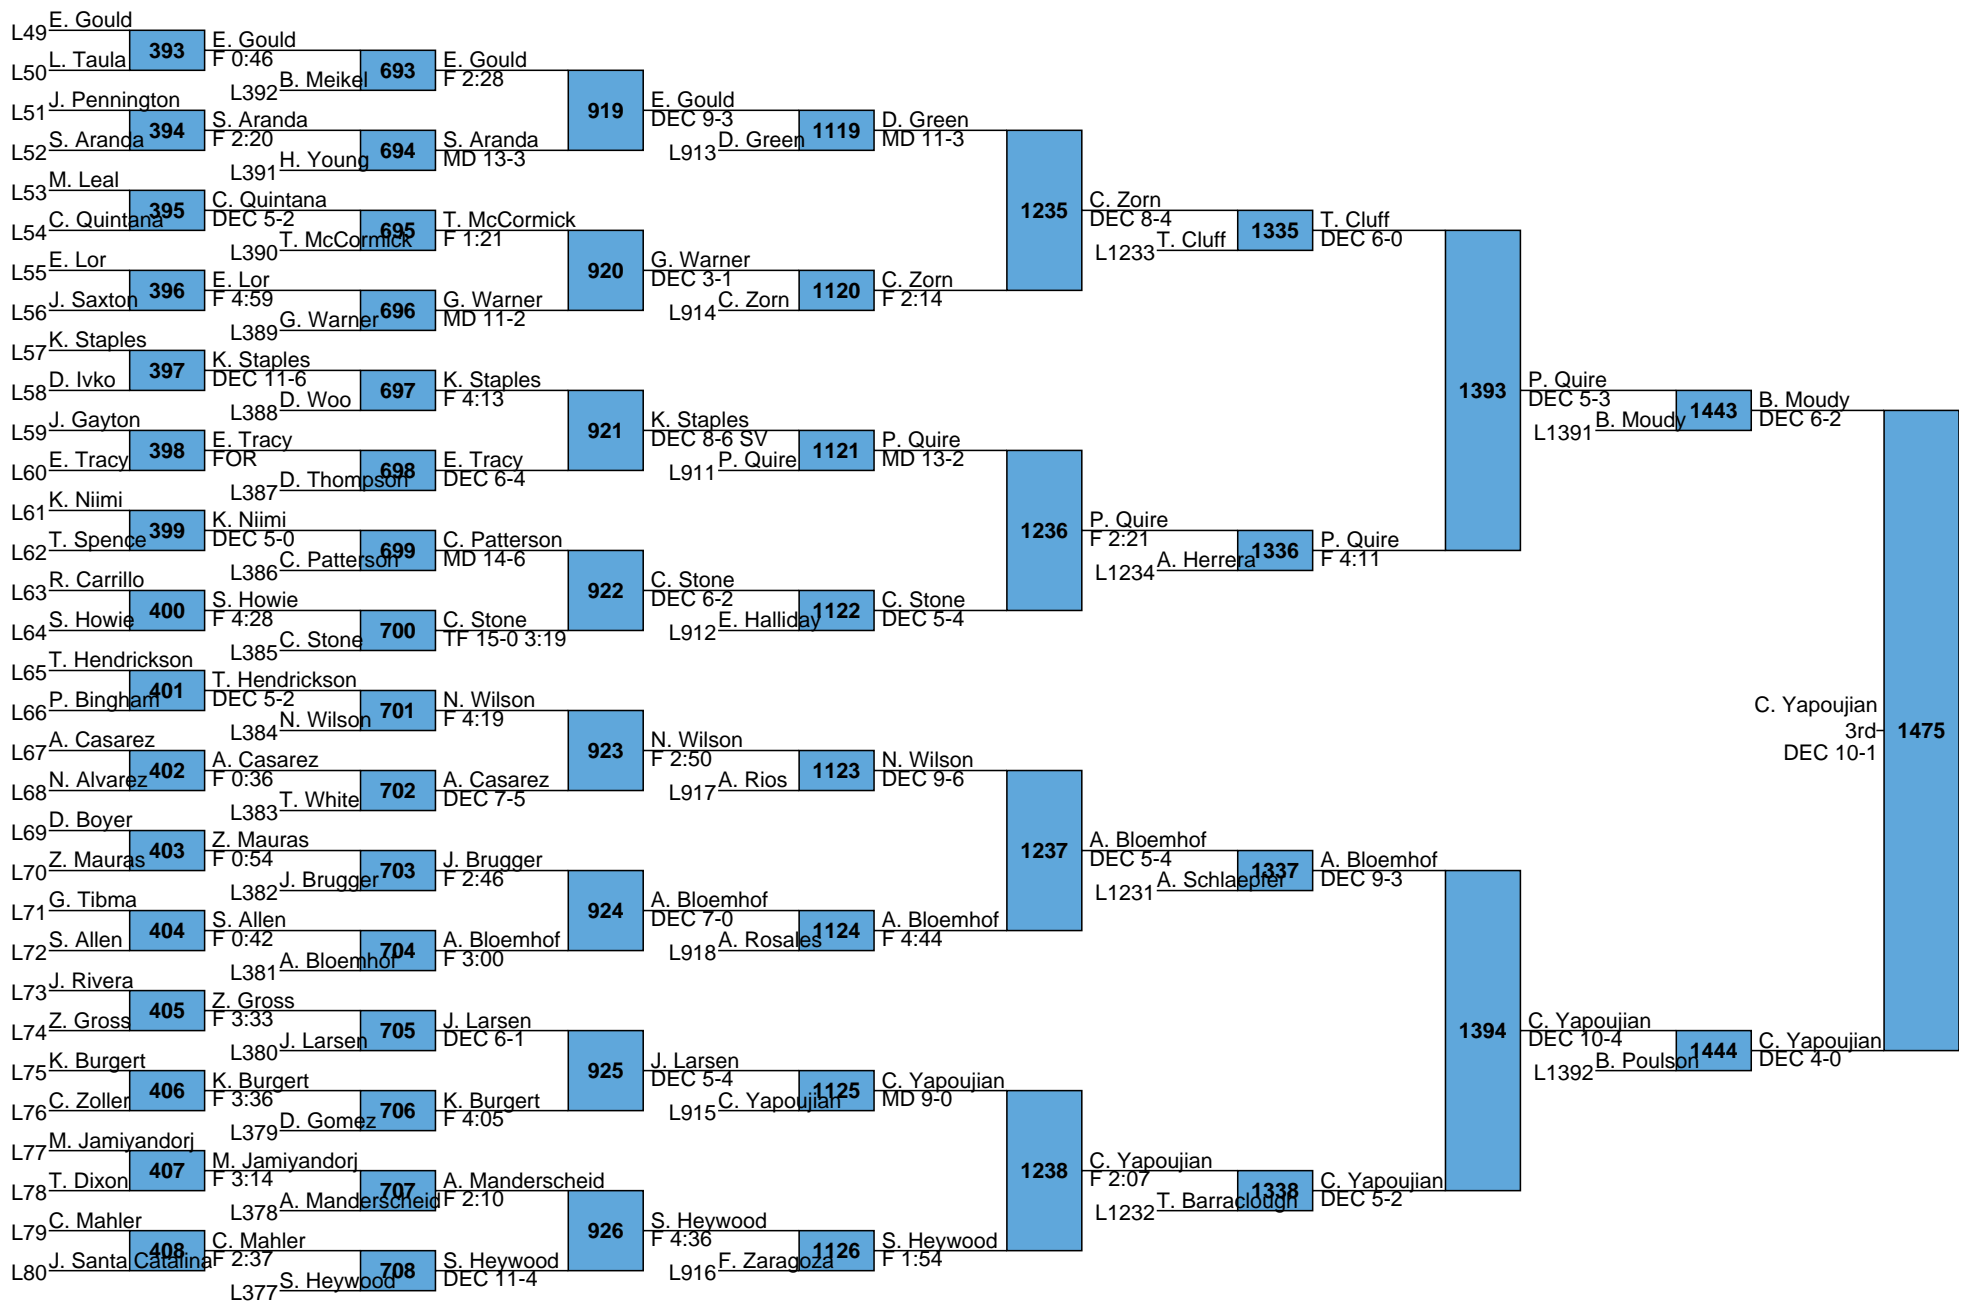 L49 E. Gould
393
L50 L. Taula
E. Gould
F 0:46
L392 B. Meikel
693
E. Gould
F 2:28
L51 J. Pennington
394
L52 S. Aranda
S. Aranda
F 2:20
L391 H. Young
694
S. Aranda
MD 13-3
919
E. Gould
DEC 9-3
L913 D. Green
1119
D. Green
MD 11-3
L53 M. Leal
395
L54 C. Quintana
C. Quintana
DEC 5-2
L390 T. McCormick
695
T. McCormick
F 1:21
L55 E. Lor
396
L56 J. Saxton
E. Lor
F 4:59
L389 G. Warner
696
G. Warner
MD 11-2
920
G. Warner
DEC 3-1
L914 C. Zorn
1120
C. Zorn
F 2:14
1235
C. Zorn
DEC 8-4
L1233 T. Cluff
1335
T. Cluff
DEC 6-0
L57 K. Staples
397
L58 D. Ivko
K. Staples
DEC 11-6
L388 D. Woo
697
K. Staples
F 4:13
L59 J. Gayton
398
L60 E. Tracy
E. Tracy
FOR
L387 D. Thompson
698
E. Tracy
DEC 6-4
921
K. Staples
DEC 8-6 SV
L911 P. Quire
1121
P. Quire
MD 13-2
L61 K. Niimi
399
L62 T. Spence
K. Niimi
DEC 5-0
L386 C. Patterson
699
C. Patterson
MD 14-6
L63 R. Carrillo
400
L64 S. Howie
S. Howie
F 4:28
L385 C. Stone
700
C. Stone
TF 15-0 3:19
922
C. Stone
DEC 6-2
L912 E. Halliday
1122
C. Stone
DEC 5-4
1236
P. Quire
F 2:21
L1234 A. Herrera
1336
P. Quire
F 4:11
1393
P. Quire
DEC 5-3
L1391 B. Moudy
1443
B. Moudy
DEC 6-2
L65 T. Hendrickson
401
L66 P. Bingham
T. Hendrickson
DEC 5-2
L384 N. Wilson
701
N. Wilson
F 4:19
L67 A. Casarez
402
L68 N. Alvarez
A. Casarez
F 0:36
L383 T. White
702
A. Casarez
DEC 7-5
923
N. Wilson
F 2:50
L917 A. Rios
1123
N. Wilson
DEC 9-6
L69 D. Boyer
403
L70 Z. Mauras
Z. Mauras
F 0:54
L382 J. Brugger
703
J. Brugger
F 2:46
L71 G. Tibma
404
L72 S. Allen
S. Allen
F 0:42
L381 A. Bloemhof
704
A. Bloemhof
F 3:00
924
A. Bloemhof
DEC 7-0
L918 A. Rosales
1124
A. Bloemhof
F 4:44
1237
A. Bloemhof
DEC 5-4
L1231 A. Schlaepfer
1337
A. Bloemhof
DEC 9-3
L73 J. Rivera
405
L74 Z. Gross
Z. Gross
F 3:33
L380 J. Larsen
705
J. Larsen
DEC 6-1
L75 K. Burgert
406
L76 C. Zoller
K. Burgert
F 3:36
L379 D. Gomez
706
K. Burgert
F 4:05
925
J. Larsen
DEC 5-4
L915 C. Yapoujian
1125
C. Yapoujian
MD 9-0
L77 M. Jamiyandorj
407
L78 T. Dixon
M. Jamiyandorj
F 3:14
L378 A. Manderscheid
707
A. Manderscheid
F 2:10
L79 C. Mahler
408
L80 J. Santa Catalina
C. Mahler
F 2:37
L377 S. Heywood
708
S. Heywood
DEC 11-4
926
S. Heywood
F 4:36
L916 F. Zaragoza
1126
S. Heywood
F 1:54
1238
C. Yapoujian
F 2:07
L1232 T. Barraclough
1338
C. Yapoujian
DEC 5-2
1394
C. Yapoujian
DEC 10-4
L1392 B. Poulson
1444
C. Yapoujian
DEC 4-0
C. Yapoujian
3rd
DEC 10-1
1475